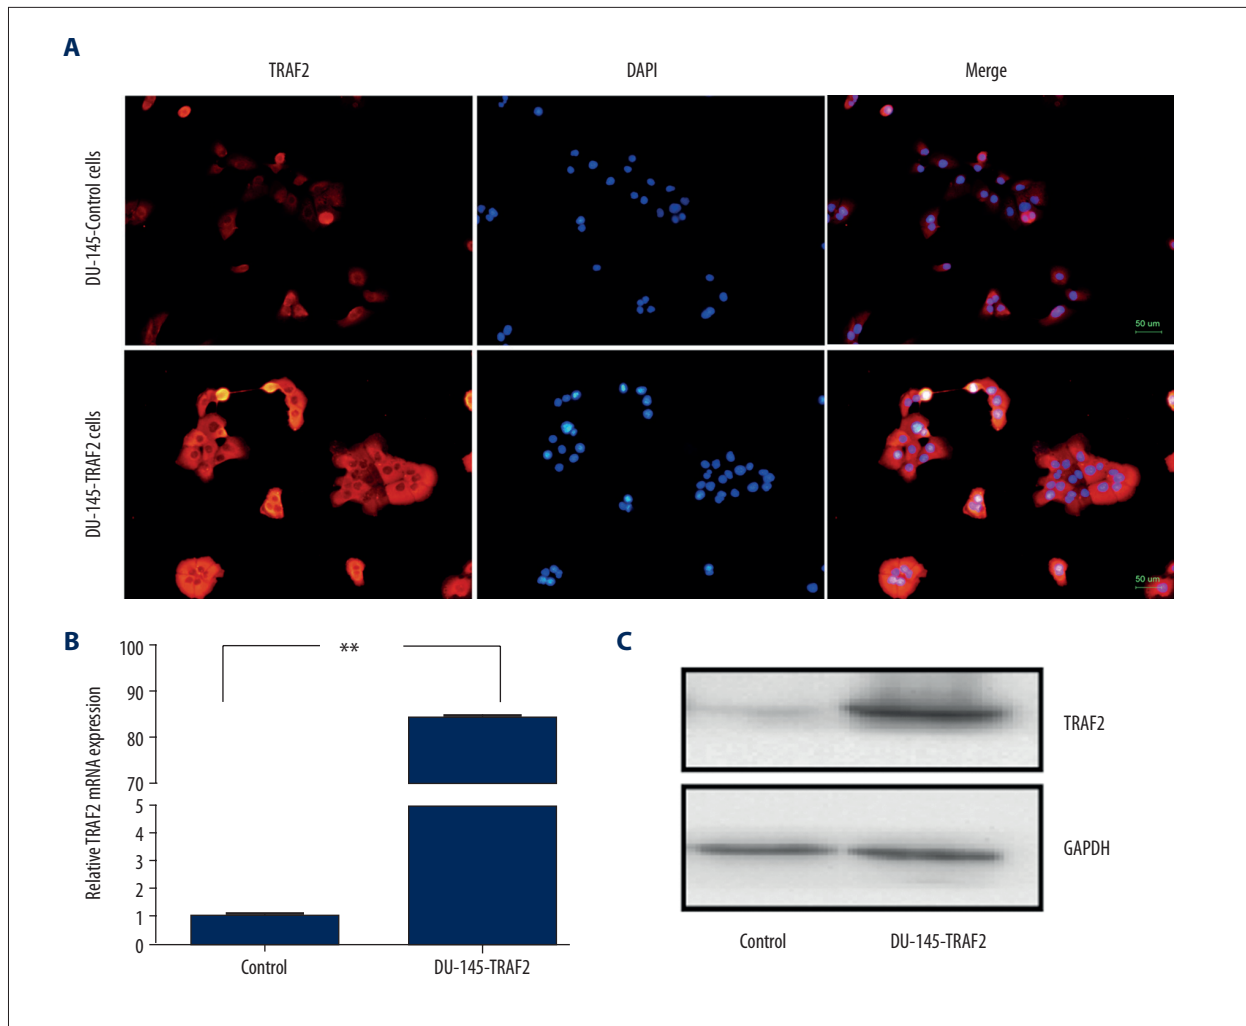 A
TRAF2 DAPI Merge
DU-145-Control cells
50 um
DU-145-TRAF2 cells
50 um
B
Relative TRAF2 mRNA expression
100
90
80
70
5
4
3
2
1
0
**
Control DU-145-TRAF2
C
TRAF2
GAPDH
Control DU-145-TRAF2